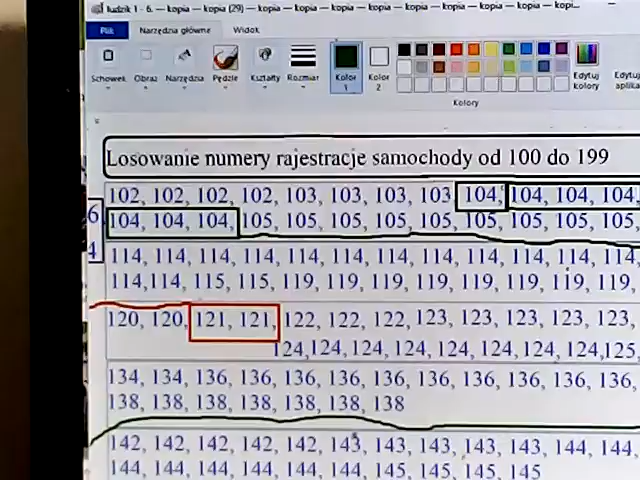 ludzik 1 - 6. — kopia — kopia (29) — kopia — kopia — kopia — kopia — kopia — kopia — kopia — kopi...
Plik Narzędzia główne Widok
Schowek Obraz Narzędzia Pędzle Kształty Rozmiar Kolor 1 Kolor 2 Edytuj kolory Edytuj
Kolory
Losowanie numery rajestracje samochody od 100 do 199
102, 102, 102, 102, 103, 103, 103, 103, 104, 104, 104, 104,
6
104, 104, 104, 105, 105, 105, 105, 105, 105, 105, 105, 105,
4
114, 114, 114, 114, 114, 114, 114, 114, 114, 114, 114, 114,
114,114, 115, 115, 119, 119, 119, 119, 119, 119, 119, 119,
120, 120, 121, 121, 122, 122, 122, 123, 123, 123, 123, 123,
124,124, 124, 124, 124, 124, 124, 124,125,
134, 134, 136, 136, 136, 136, 136, 136, 136, 136, 136, 136,
138, 138, 138, 138, 138, 138, 138
142, 142, 142, 142, 142, 143, 143, 143, 143, 143, 144, 144,
144, 144, 144, 144, 144, 144, 145, 145, 145, 145